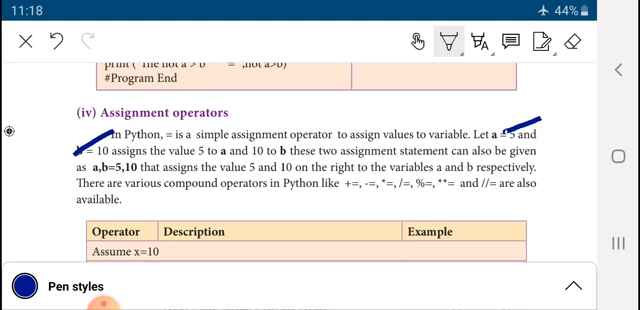 11:18
44%
print ( "The not a > b = ",not a>b)
#Program End
(iv) Assignment operators
In Python, = is a simple assignment operator to assign values to variable. Let a = 5 and
b = 10 assigns the value 5 to a and 10 to b these two assignment statement can also be given
as a,b=5,10 that assigns the value 5 and 10 on the right to the variables a and b respectively.
There are various compound operators in Python like +=, -=, *=, /=, %=, **= and //= are also
available.
Operator Description Example
Assume x=10
Pen styles